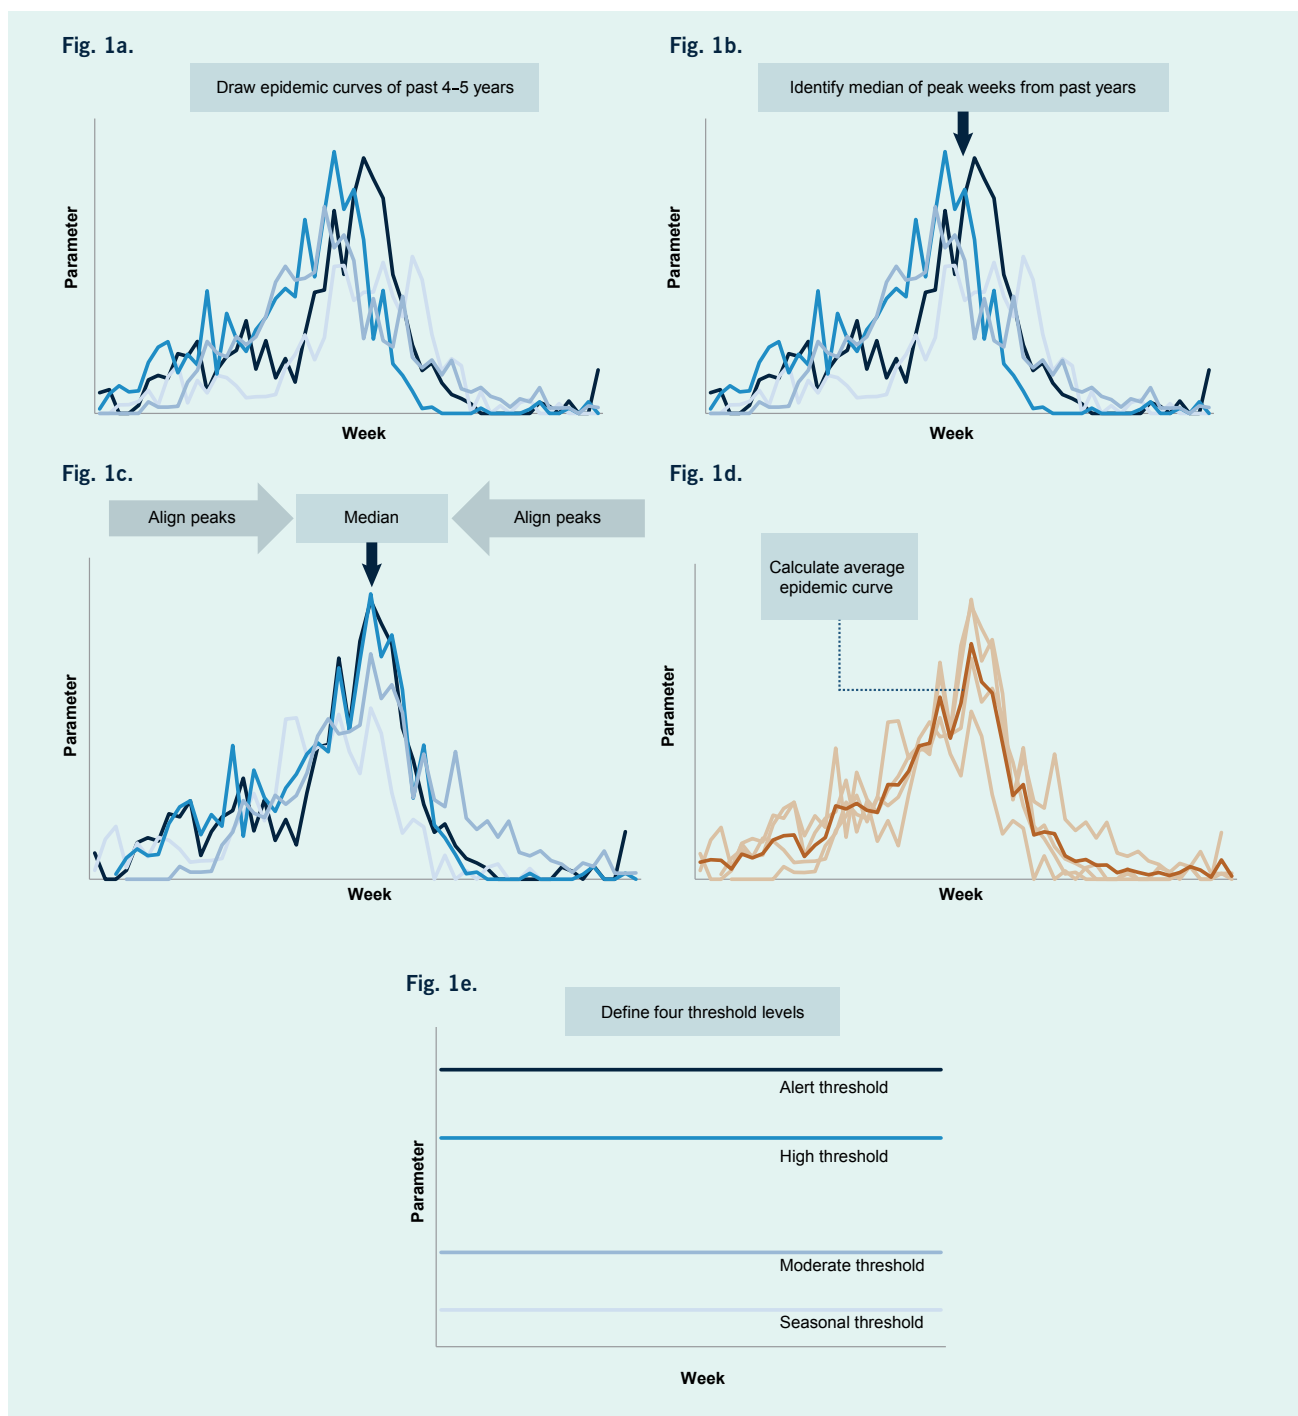 Fig. 1a.
Draw epidemic curves of past 4–5 years
Parameter
Week
Fig. 1b.
Identify median of peak weeks from past years
Parameter
Week
Fig. 1c.
Align peaks
Median
Align peaks
Parameter
Week
Fig. 1d.
Calculate average
epidemic curve
Parameter
Week
Fig. 1e.
Define four threshold levels
Alert threshold
High threshold
Parameter
Moderate threshold
Seasonal threshold
Week